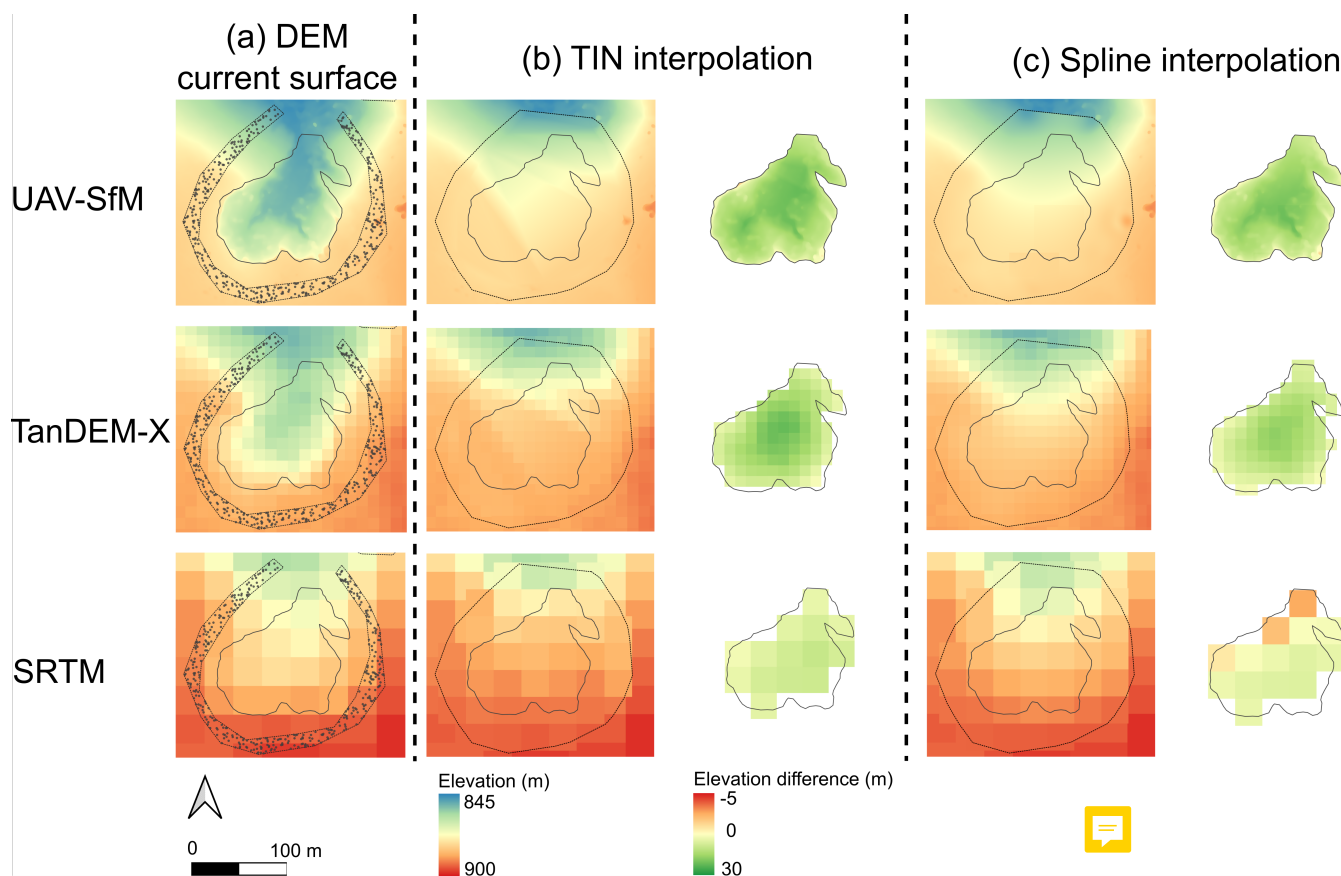 (a) DEM
current surface
(b) TIN interpolation
(c) Spline interpolation
UAV-SfM
TanDEM-X
SRTM
0 100 m
Elevation (m)
845
900
Elevation difference (m)
-5
0
30